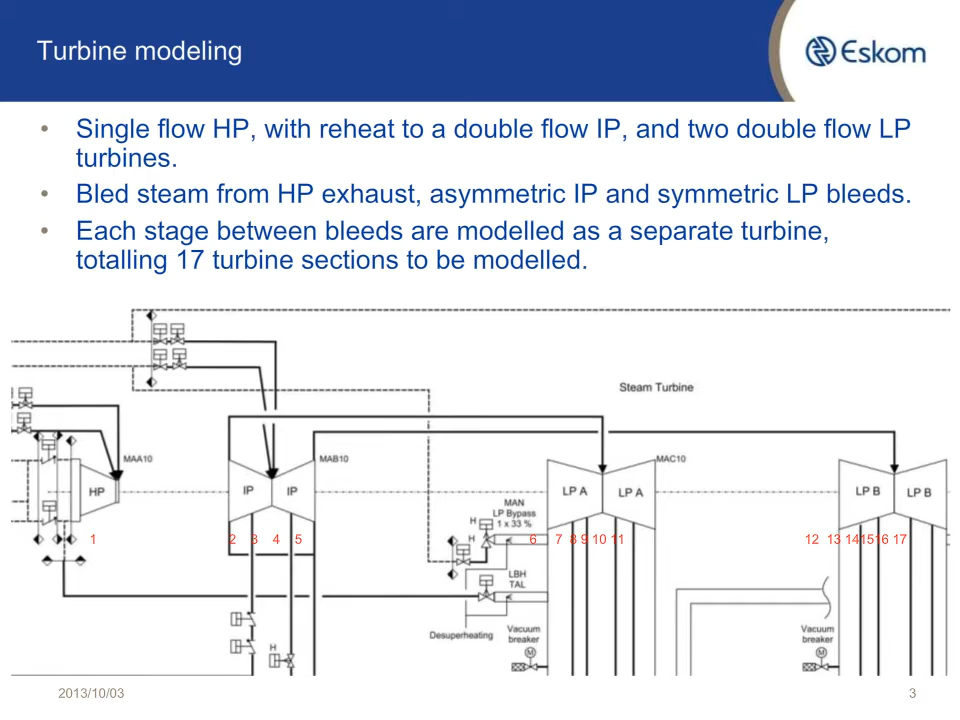 Turbine modeling
Eskom
• Single flow HP, with reheat to a double flow IP, and two double flow LP
turbines.
• Bled steam from HP exhaust, asymmetric IP and symmetric LP bleeds.
• Each stage between bleeds are modelled as a separate turbine,
totalling 17 turbine sections to be modelled.
Steam Turbine
MAA10
MAB10
MAC10
HP
IP
IP
LP A
LP A
LP B
LP B
MAN
LP Bypass
1 x 33 %
H
H
1
2 3 4 5
6 7 8 9 10 11
12 13 14 15 16 17
LBH
TAL
Desuperheating
Vacuum
breaker
M
Vacuum
breaker
M
H
2013/10/03
3